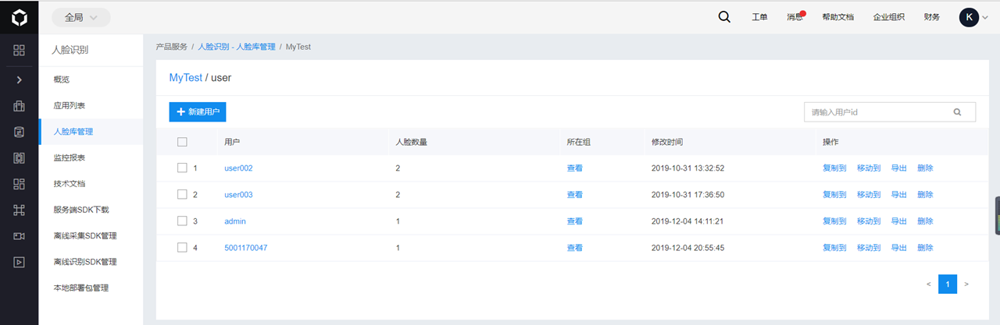 全局
工单
消息
帮助文档
企业组织
财务
K
人脸识别
概览
应用列表
人脸库管理
监控报表
技术文档
服务端SDK下载
离线采集SDK管理
离线识别SDK管理
本地部署包管理
产品服务 / 人脸识别 - 人脸库管理 / MyTest
MyTest / user
+ 新建用户
请输入用户id
用户 人脸数量 所在组 修改时间 操作
1 user002 2 查看 2019-10-31 13:32:52 复制到 移动到 导出 删除
2 user003 2 查看 2019-10-31 17:36:50 复制到 移动到 导出 删除
3 admin 1 查看 2019-12-04 14:11:21 复制到 移动到 导出 删除
4 5001170047 1 查看 2019-12-04 20:55:45 复制到 移动到 导出 删除
< 1 >